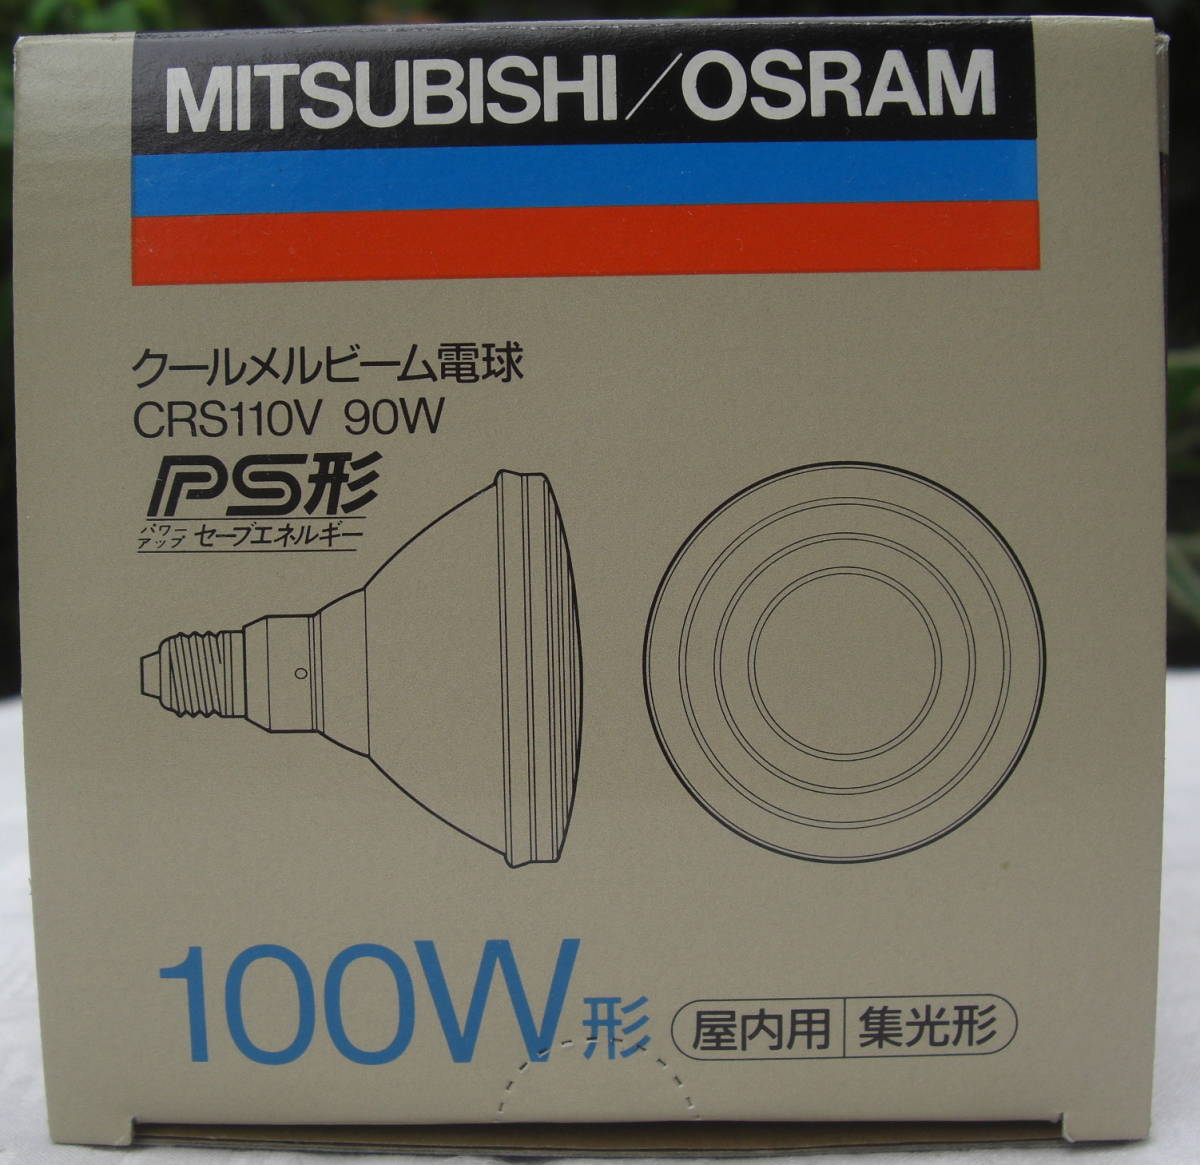 MITSUBISHI/OSRAM
クールメルビーム電球
CRS110V 90W
PS形
パワーアップ セーブエネルギー
100W形 屋内用 集光形